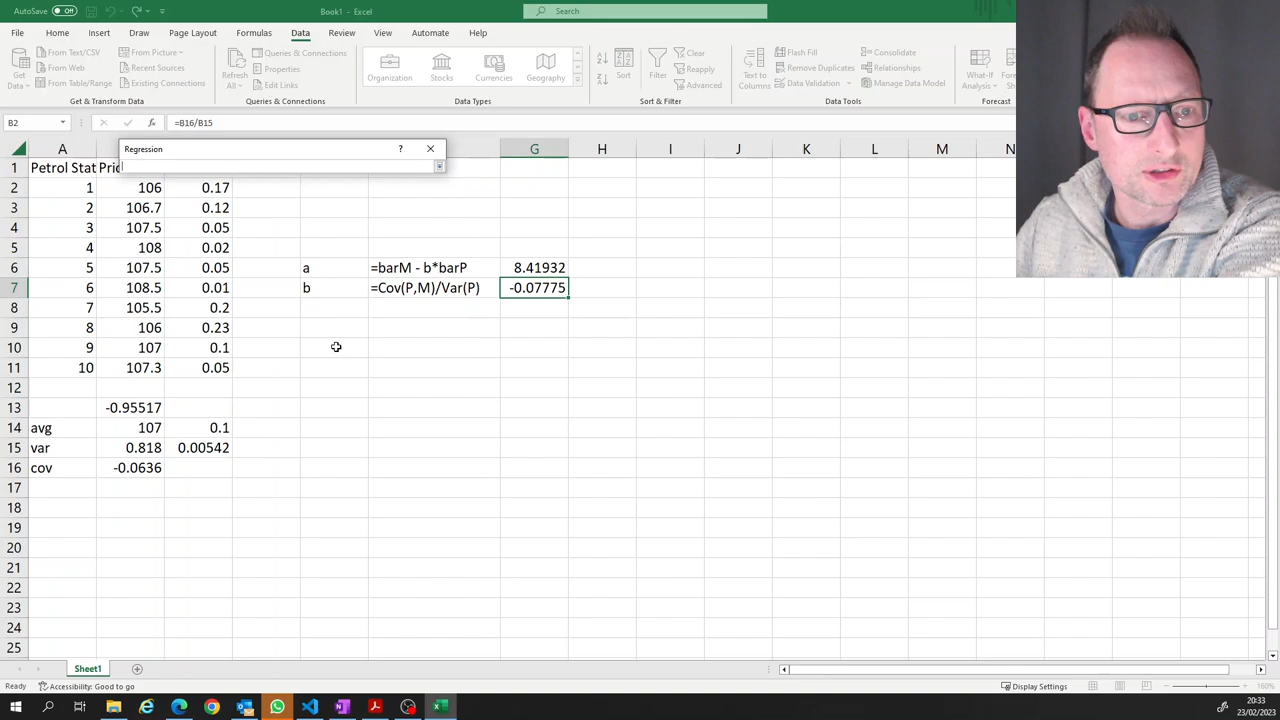 AutoSave Off Book1 - Excel Search
File Home Insert Draw Page Layout Formulas Data Review View Automate Help
Get Data From Text/CSV From Web From Table/Range From Picture Recent Sources Existing Connections
Refresh All Queries & Connections Properties Edit Links
Organization Stocks Currencies Geography
Sort Filter Clear Reapply Advanced
Text to Columns Flash Fill Remove Duplicates Data Validation Consolidate Relationships Manage Data Model
What-If
Get & Transform Data Queries & Connections Data Types Sort & Filter Data Tools Forecast
B2 fx =B16/B15
Regression ?
A G H I J K L M N
1 Petrol Stat Pric
2 1 106 0.17
3 2 106.7 0.12
4 3 107.5 0.05
5 4 108 0.02
6 5 107.5 0.05 a =barM - b*barP 8.41932
7 6 108.5 0.01 b =Cov(P,M)/Var(P) -0.07775
8 7 105.5 0.2
9 8 106 0.23
10 9 107 0.1
11 10 107.3 0.05
12
13 -0.95517
14 avg 107 0.1
15 var 0.818 0.00542
16 cov -0.0636
17
18
19
20
21
22
23
24
25
Sheet1
Ready Accessibility: Good to go Display Settings 160%
20:33
23/02/2023